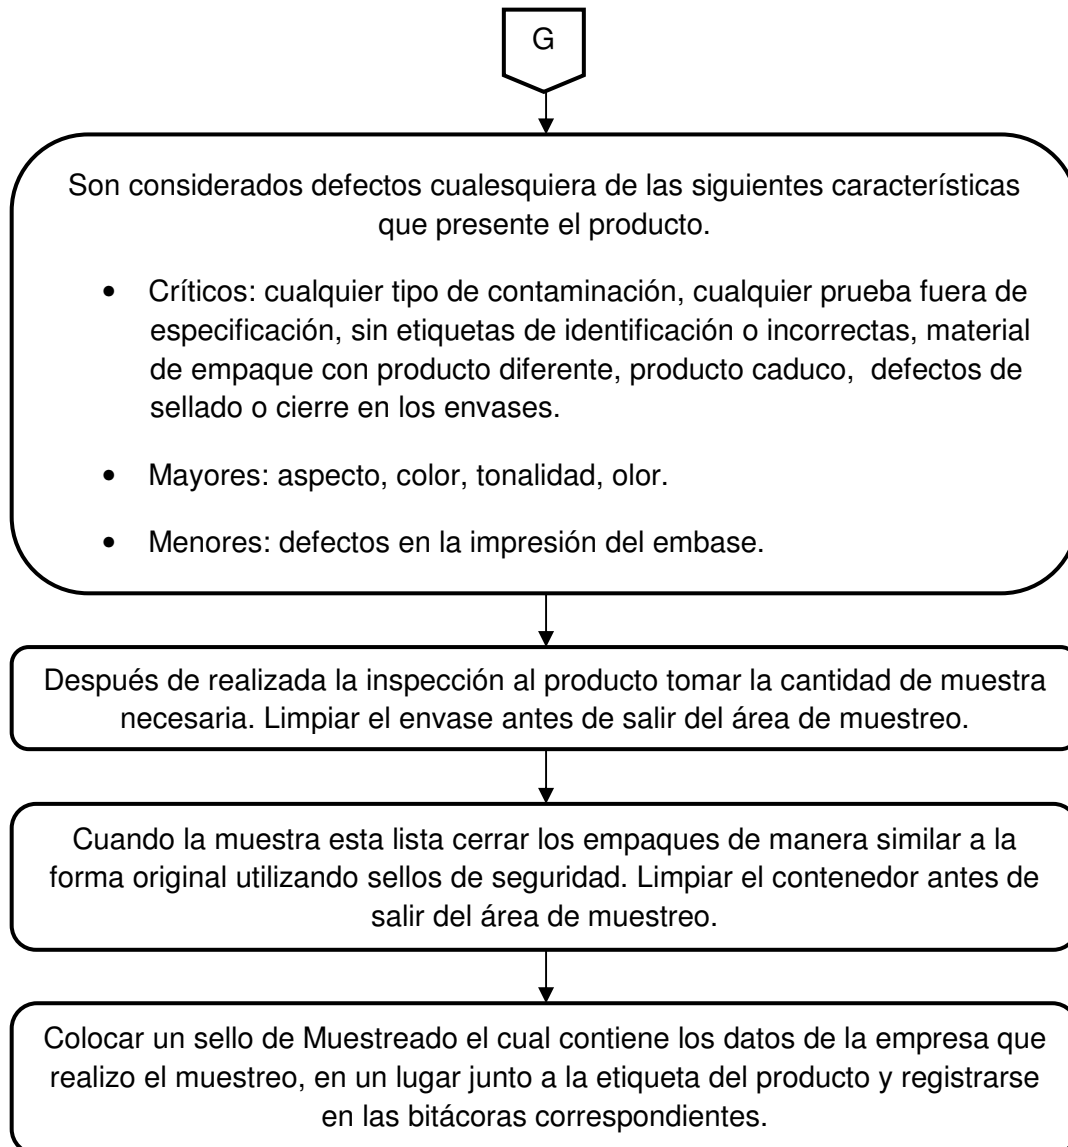 G
Son considerados defectos cualesquiera de las siguientes características
que presente el producto.
• Críticos: cualquier tipo de contaminación, cualquier prueba fuera de
especificación, sin etiquetas de identificación o incorrectas, material
de empaque con producto diferente, producto caduco, defectos de
sellado o cierre en los envases.
• Mayores: aspecto, color, tonalidad, olor.
• Menores: defectos en la impresión del embase.
Después de realizada la inspección al producto tomar la cantidad de muestra
necesaria. Limpiar el envase antes de salir del área de muestreo.
Cuando la muestra esta lista cerrar los empaques de manera similar a la
forma original utilizando sellos de seguridad. Limpiar el contenedor antes de
salir del área de muestreo.
Colocar un sello de Muestreado el cual contiene los datos de la empresa que
realizo el muestreo, en un lugar junto a la etiqueta del producto y registrarse
en las bitácoras correspondientes.